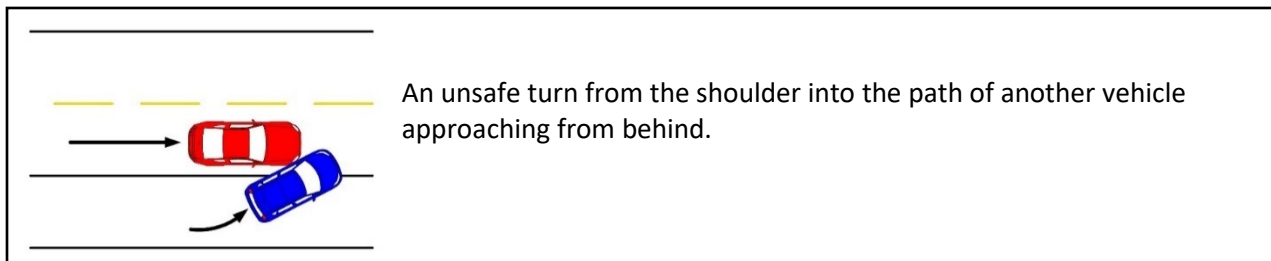 An unsafe turn from the shoulder into the path of another vehicle
approaching from behind.